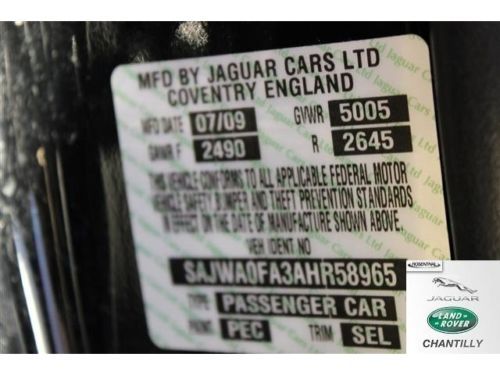 MFD BY JAGUAR CARS LTD
COVENTRY ENGLAND
MFD DATE 07/09 GVWR 5005
GAWR F 2490 R 2645
THIS VEHICLE CONFORMS TO ALL APPLICABLE FEDERAL MOTOR
VEHICLE SAFETY, BUMPER AND THEFT PREVENTION STANDARDS
IN EFFECT ON THE DATE OF MANUFACTURE SHOWN ABOVE.
VEH IDENT NO
SAJWA0FA3AHR58965
TYPE: PASSENGER CAR
PAINT: PEC TRIM SEL
ROSENTHAL
JAGUAR
LAND-
ROVER
CHANTILLY